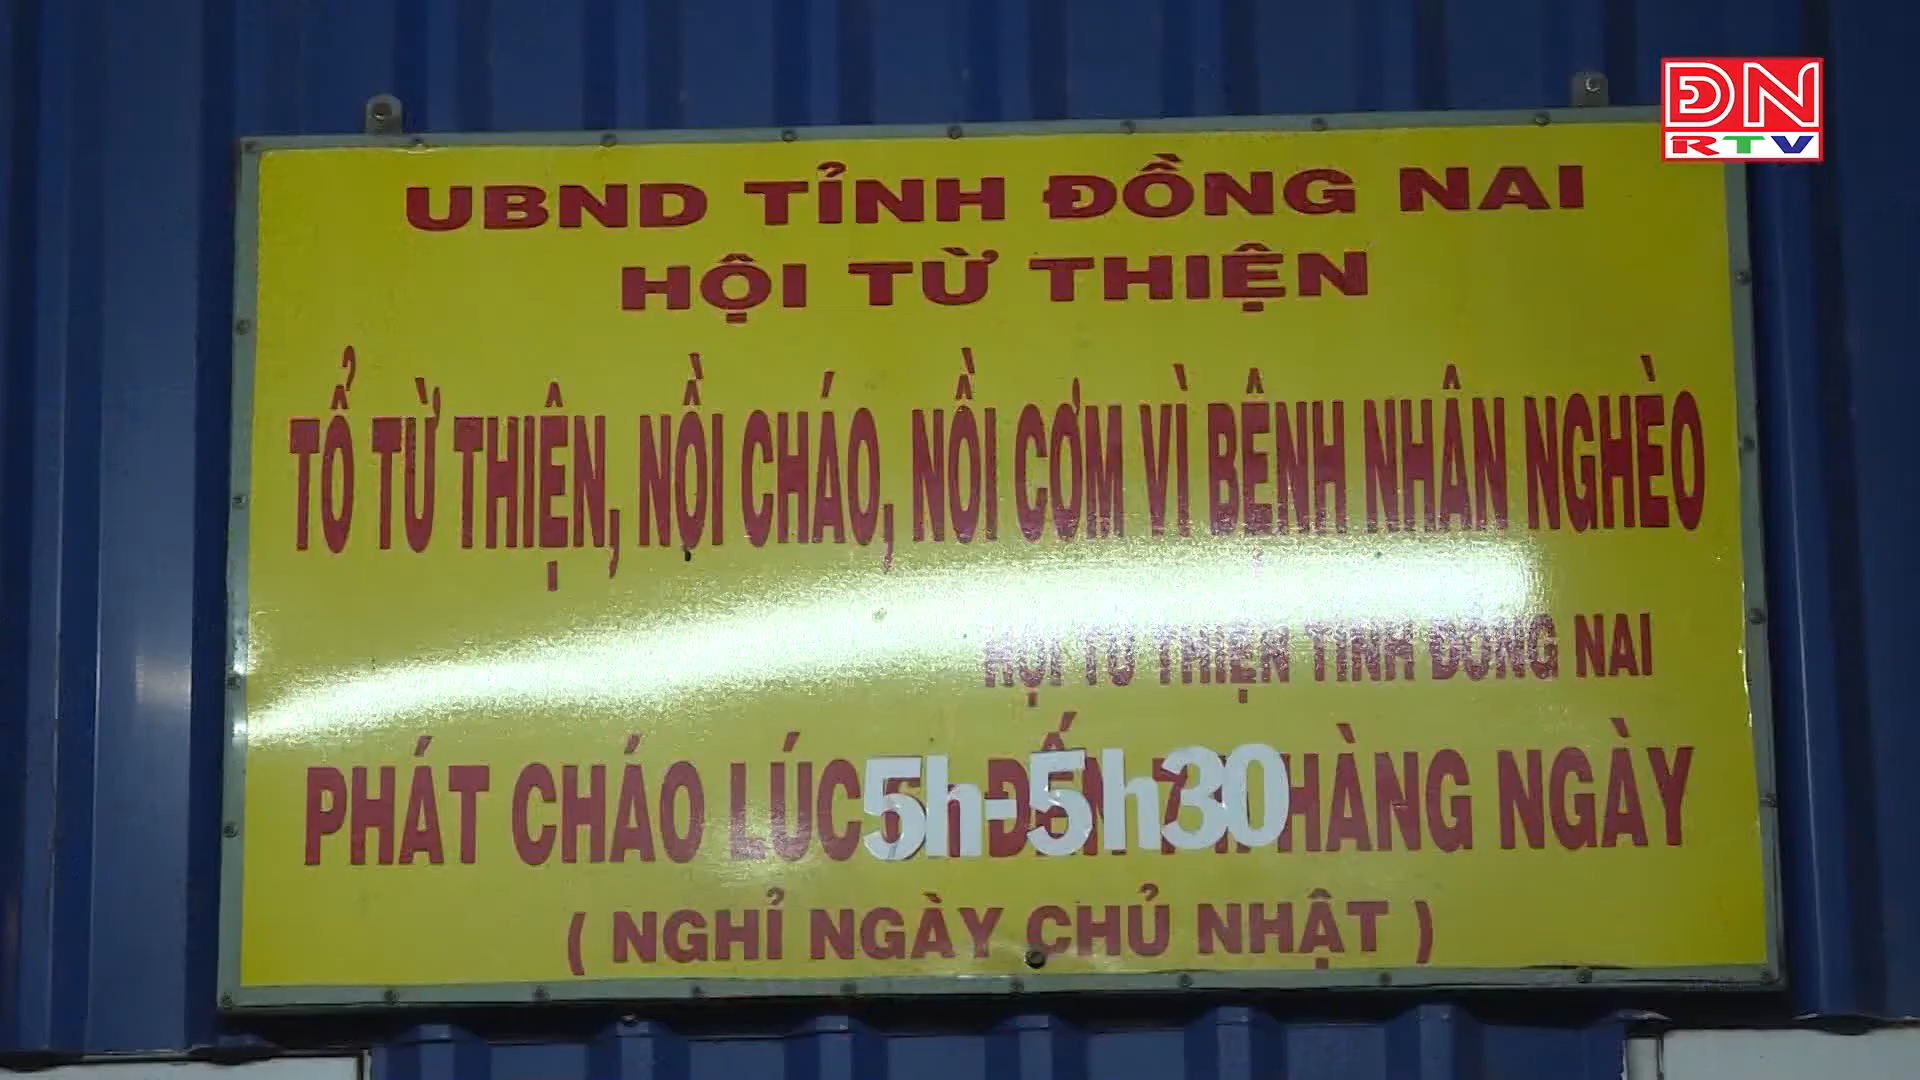 ĐN
RTV
UBND TỈNH ĐỒNG NAI
HỘI TỪ THIỆN
TỔ TỪ THIỆN, NỒI CHÁO, NỒI CƠM VÌ BỆNH NHÂN NGHÈO
HỘI TỪ THIỆN TỈNH ĐỒNG NAI
PHÁT CHÁO LÚC 5h-5h30 HÀNG NGÀY
( NGHỈ NGÀY CHỦ NHẬT )